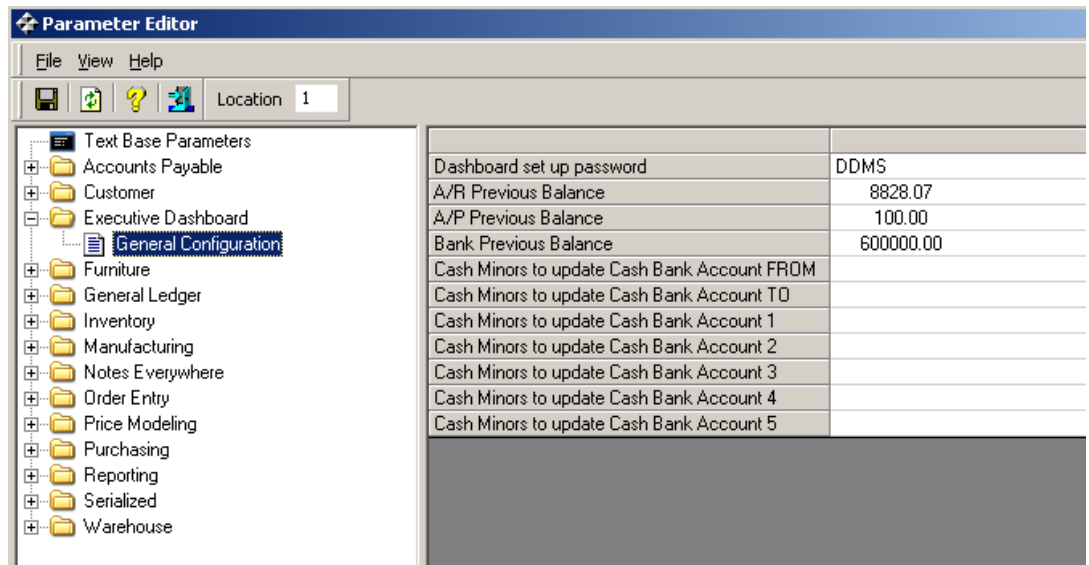 Parameter Editor
File View Help
Location 1
Text Base Parameters
Accounts Payable
Customer
Executive Dashboard
General Configuration
Furniture
General Ledger
Inventory
Manufacturing
Notes Everywhere
Order Entry
Price Modeling
Purchasing
Reporting
Serialized
Warehouse
Dashboard set up password DDMS
A/R Previous Balance 8828.07
A/P Previous Balance 100.00
Bank Previous Balance 600000.00
Cash Minors to update Cash Bank Account FROM
Cash Minors to update Cash Bank Account TO
Cash Minors to update Cash Bank Account 1
Cash Minors to update Cash Bank Account 2
Cash Minors to update Cash Bank Account 3
Cash Minors to update Cash Bank Account 4
Cash Minors to update Cash Bank Account 5